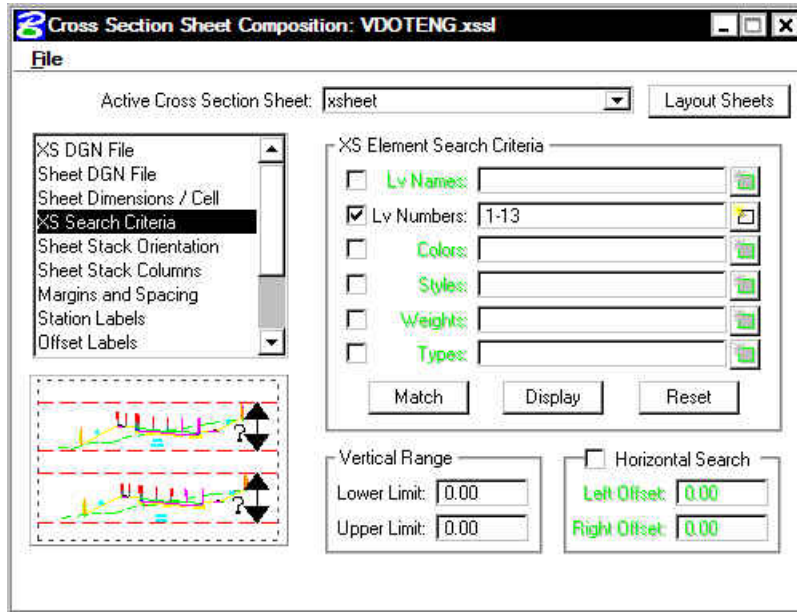 Cross Section Sheet Composition: VDOTENG.xssl
File
Active Cross Section Sheet: xsheet Layout Sheets
XS DGN File
Sheet DGN File
Sheet Dimensions / Cell
XS Search Criteria
Sheet Stack Orientation
Sheet Stack Columns
Margins and Spacing
Station Labels
Offset Labels
XS Element Search Criteria
Lv Names:
Lv Numbers: 1-13
Colors:
Styles:
Weights:
Types:
Match Display Reset
?
?
Vertical Range
Lower Limit: 0.00
Upper Limit: 0.00
Horizontal Search
Left Offset: 0.00
Right Offset: 0.00